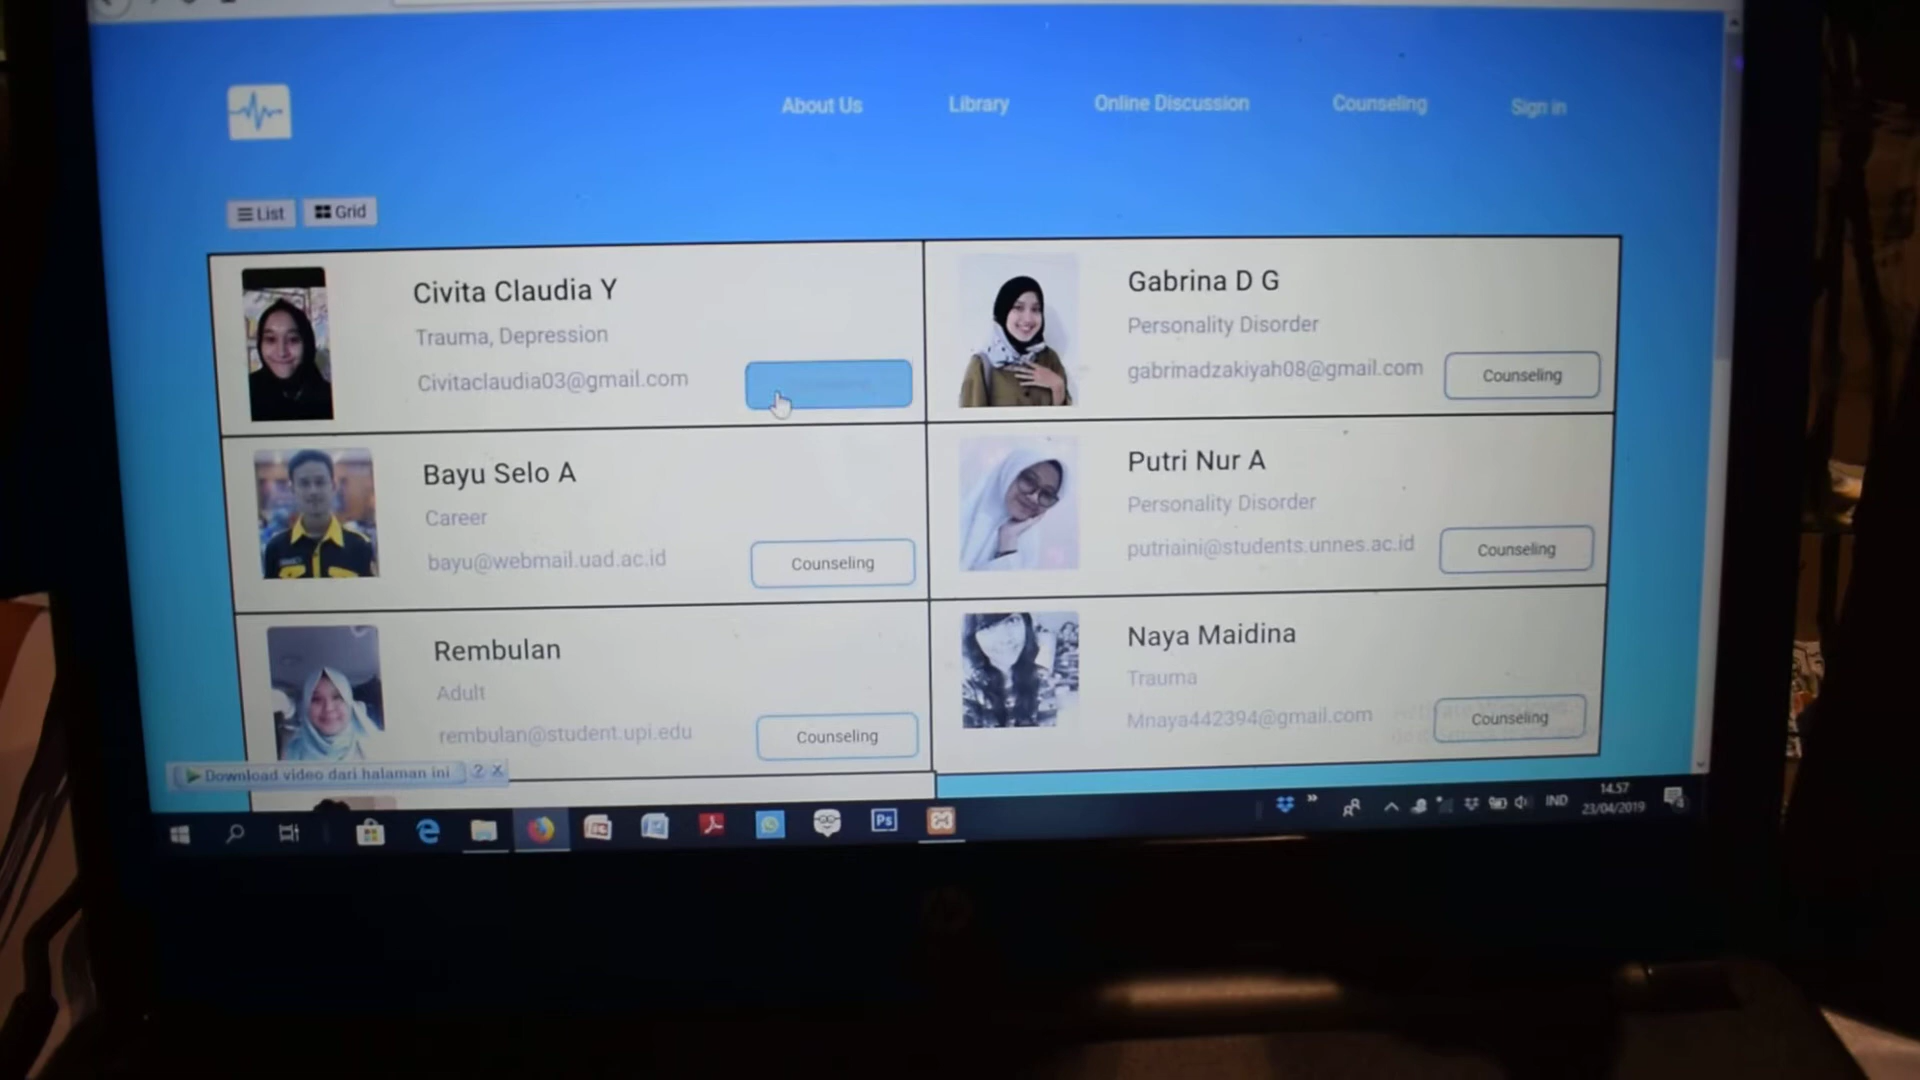 About Us
Library
Online Discussion
Counseling
Sign in
List
Grid
Civita Claudia Y
Trauma, Depression
Civitaclaudia03@gmail.com
Gabrina D G
Personality Disorder
gabrinadzakiyah08@gmail.com
Counseling
Bayu Selo A
Career
bayu@webmail.uad.ac.id
Counseling
Putri Nur A
Personality Disorder
putriaini@students.unnes.ac.id
Counseling
Rembulan
Adult
rembulan@student.upi.edu
Counseling
Naya Maidina
Trauma
Mnaya442394@gmail.com
Counseling
Download video dari halaman ini
? X
Ps
IND
14.57
23/04/2019